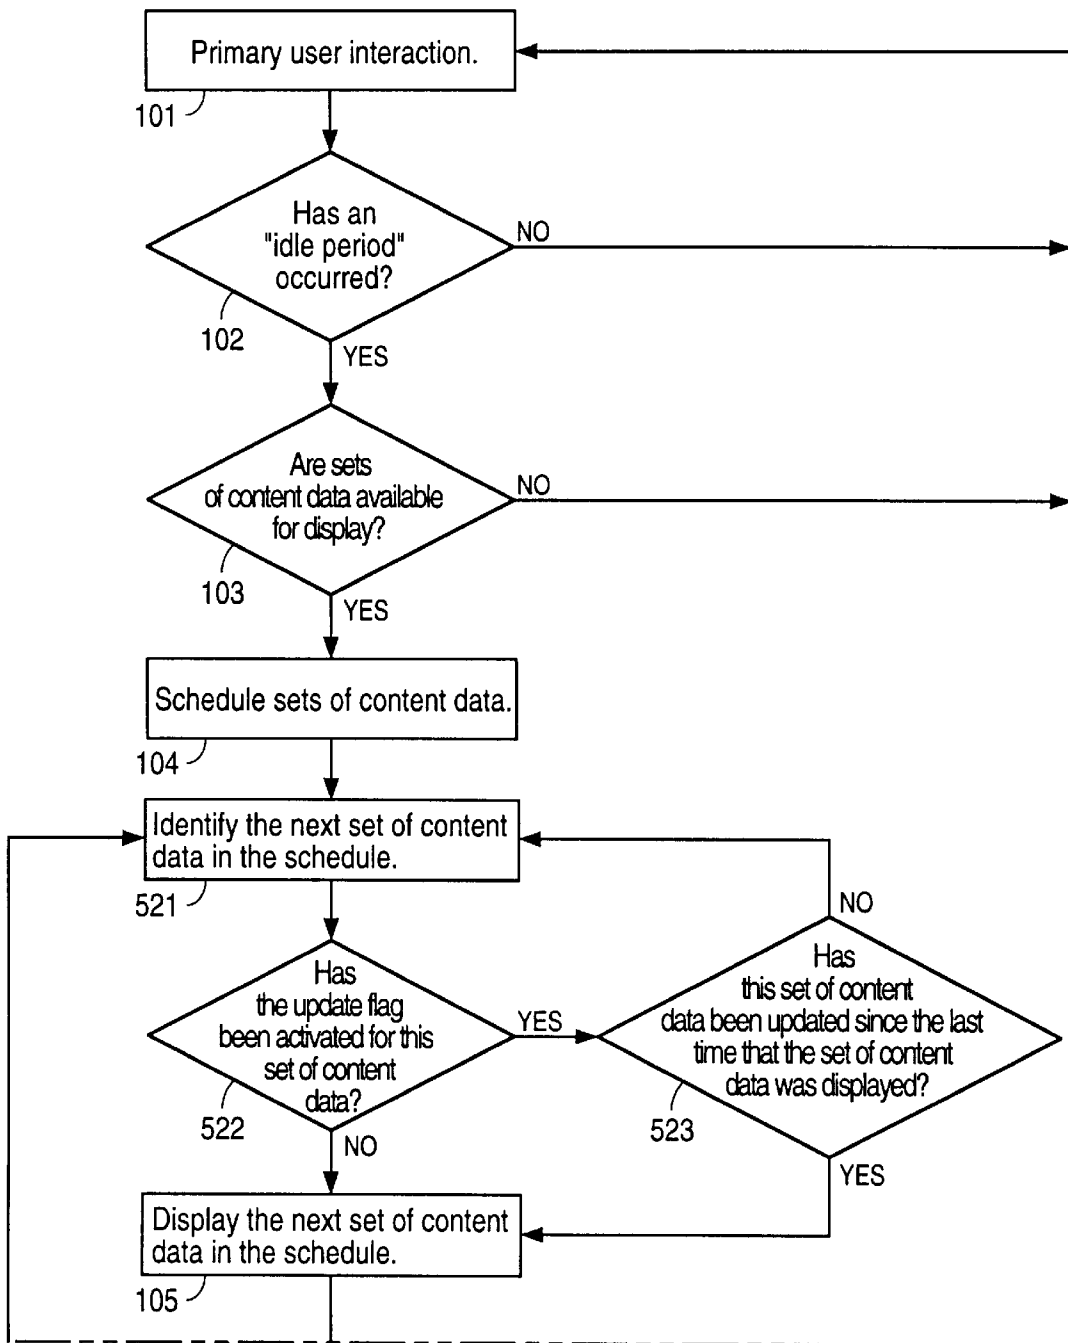 Primary user interaction.
101
Has an
"idle period"
occurred?
NO
102
YES
Are sets
of content data available
for display?
NO
103
YES
Schedule sets of content data.
104
Identify the next set of content
data in the schedule.
521
NO
Has
the update flag
been activated for this
set of content
data?
YES
522
NO
Has
this set of content
data been updated since the last
time that the set of content
data was displayed?
523
YES
Display the next set of content
data in the schedule.
105